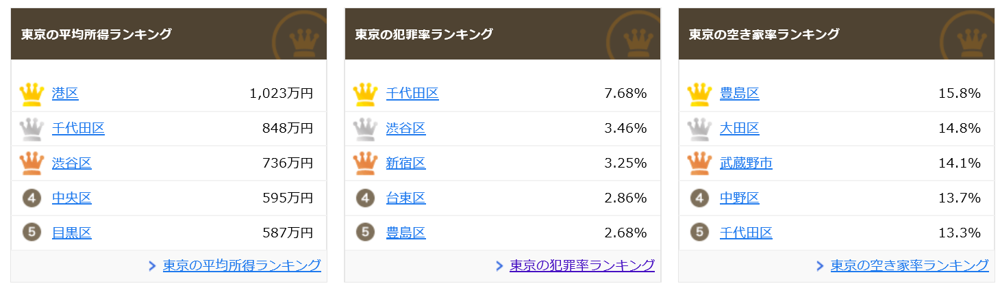 東京の平均所得ランキング
港区 1,023万円
千代田区 848万円
渋谷区 736万円
4 中央区 595万円
5 目黒区 587万円
東京の平均所得ランキング
東京の犯罪率ランキング
千代田区 7.68%
渋谷区 3.46%
新宿区 3.25%
4 台東区 2.86%
5 豊島区 2.68%
東京の犯罪率ランキング
東京の空き家率ランキング
豊島区 15.8%
大田区 14.8%
武蔵野市 14.1%
4 中野区 13.7%
5 千代田区 13.3%
東京の空き家率ランキング